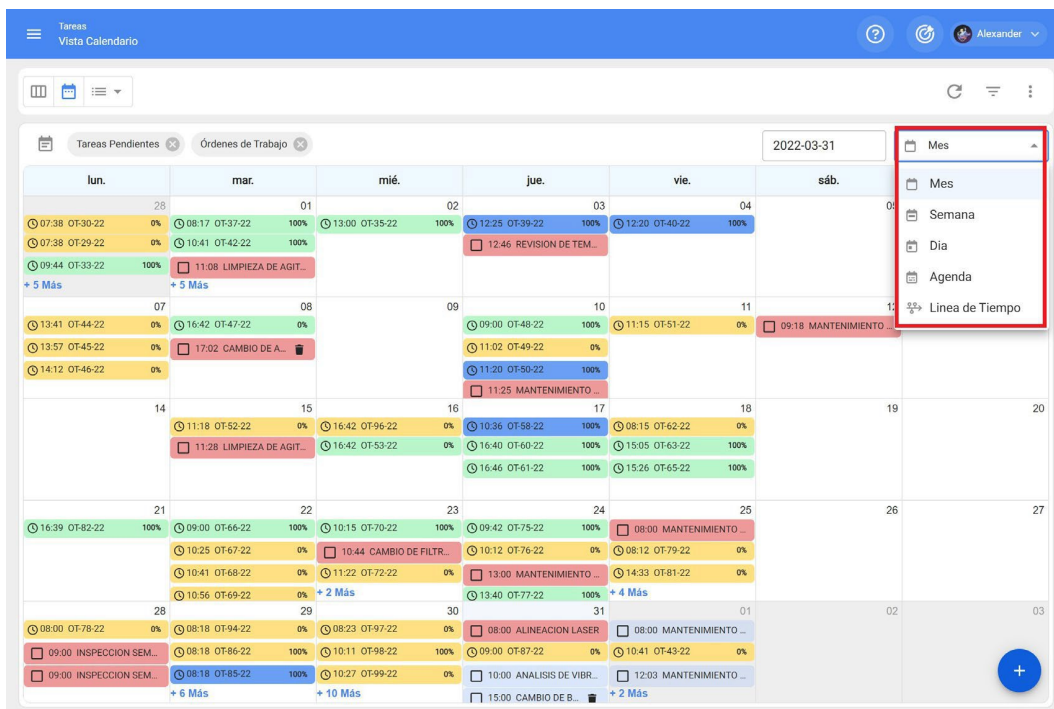 Tareas
Vista Calendario
Alexander
Tareas Pendientes
Órdenes de Trabajo
2022-03-31
Mes
Mes
Semana
Dia
Agenda
Linea de Tiempo
lun. mar. mié. jue. vie. sáb.
28 01 02 03 04
07:38 OT-30-22 0% 08:17 OT-37-22 100% 13:00 OT-35-22 100% 12:25 OT-39-22 100% 12:20 OT-40-22 100%
07:38 OT-29-22 0% 10:41 OT-42-22 100% 12:46 REVISION DE TEM...
09:44 OT-33-22 100% 11:08 LIMPIEZA DE AGIT...
+ 5 Más + 5 Más
07 08 09 10 11
13:41 OT-44-22 0% 16:42 OT-47-22 0% 09:00 OT-48-22 100% 11:15 OT-51-22 0% 09:18 MANTENIMIENTO ...
13:57 OT-45-22 0% 17:02 CAMBIO DE A... 11:02 OT-49-22 0%
14:12 OT-46-22 0% 11:20 OT-50-22 100%
11:25 MANTENIMIENTO ...
14 15 16 17 18 19 20
11:18 OT-52-22 0% 16:42 OT-96-22 0% 10:36 OT-58-22 100% 08:15 OT-62-22 0%
11:28 LIMPIEZA DE AGIT... 16:42 OT-53-22 0% 16:40 OT-60-22 100% 15:05 OT-63-22 100%
16:46 OT-61-22 100% 15:26 OT-65-22 100%
21 22 23 24 25 26 27
16:39 OT-82-22 100% 09:00 OT-66-22 100% 10:15 OT-70-22 100% 09:42 OT-75-22 100% 08:00 MANTENIMIENTO ...
10:25 OT-67-22 0% 10:44 CAMBIO DE FILTR... 10:12 OT-76-22 0% 08:12 OT-79-22 0%
10:41 OT-68-22 0% 11:22 OT-72-22 0% 13:00 MANTENIMIENTO ... 14:33 OT-81-22 0%
10:56 OT-69-22 0% + 2 Más 13:40 OT-77-22 100% + 4 Más
28 29 30 31 01 02 03
08:00 OT-78-22 0% 08:18 OT-94-22 0% 08:23 OT-97-22 0% 08:00 ALINEACION LASER 08:00 MANTENIMIENTO ...
09:00 INSPECCION SEM... 08:18 OT-86-22 100% 10:11 OT-98-22 100% 09:00 OT-87-22 0% 10:41 OT-43-22 0%
09:00 INSPECCION SEM... 08:18 OT-85-22 100% 10:27 OT-99-22 0% 10:00 ANALISIS DE VIBR... 12:03 MANTENIMIENTO ...
+ 6 Más + 10 Más 15:00 CAMBIO DE B... + 2 Más